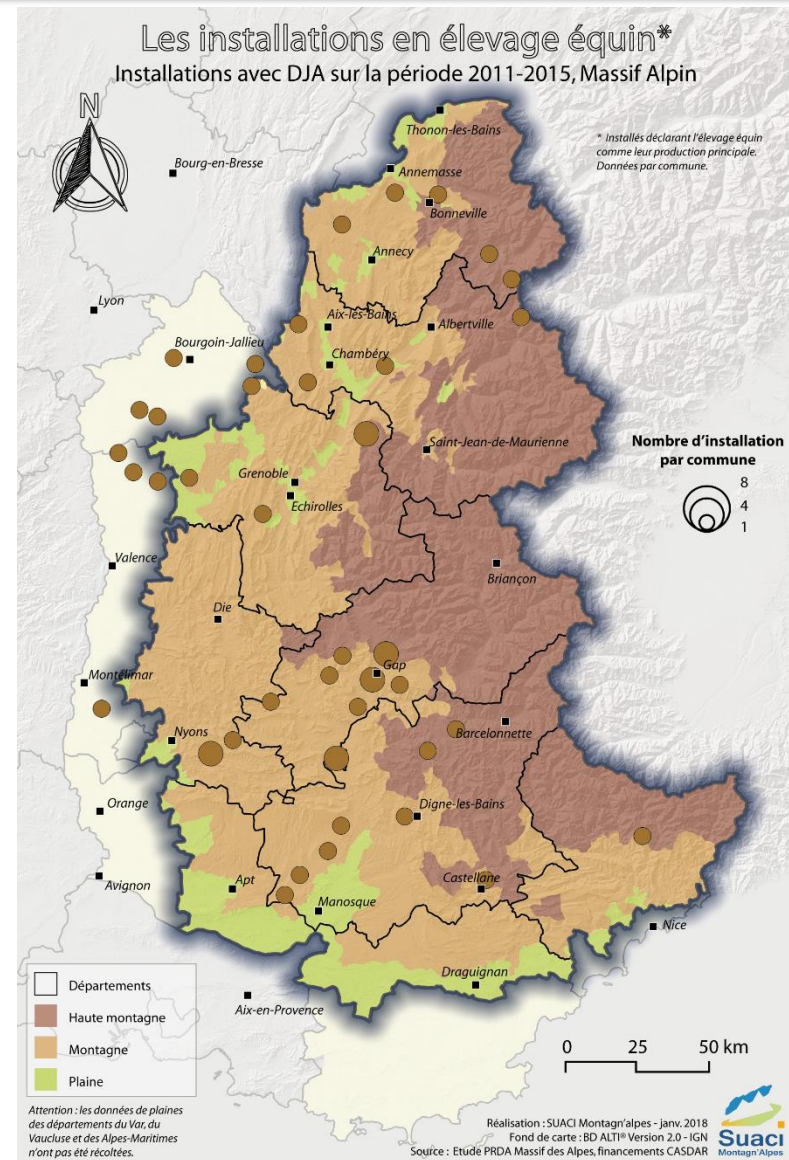 Les installations en élevage équin*
Installations avec DJA sur la période 2011-2015, Massif Alpin
N
* Installés déclarant l'élevage équin
comme leur production principale.
Données par commune.
Thonon-les-Bains
Bourg-en-Bresse
Annemasse
Bonneville
Annecy
Lyon
Aix-les-Bains
Albertville
Bourgoin-Jallieu
Chambéry
Saint-Jean-de-Maurienne
Nombre d'installation
par commune
8
4
1
Grenoble
Echirolles
Valence
Briançon
Die
Gap
Montélimar
Nyons
Barcelonnette
Orange
Digne-les-Bains
Apt
Castellane
Avignon
Manosque
Nice
Draguignan
Aix-en-Provence
Départements
Haute montagne
Montagne
Plaine
0 25 50 km
Attention : les données de plaines
des départements du Var, du
Vaucluse et des Alpes-Maritimes
n'ont pas été récoltées.
Réalisation : SUACI Montagn'alpes - janv. 2018
Fond de carte : BD ALTI® Version 2.0 - IGN
Source : Etude PRDA Massif des Alpes, financements CASDAR
Suaci
Montagn'Alpes